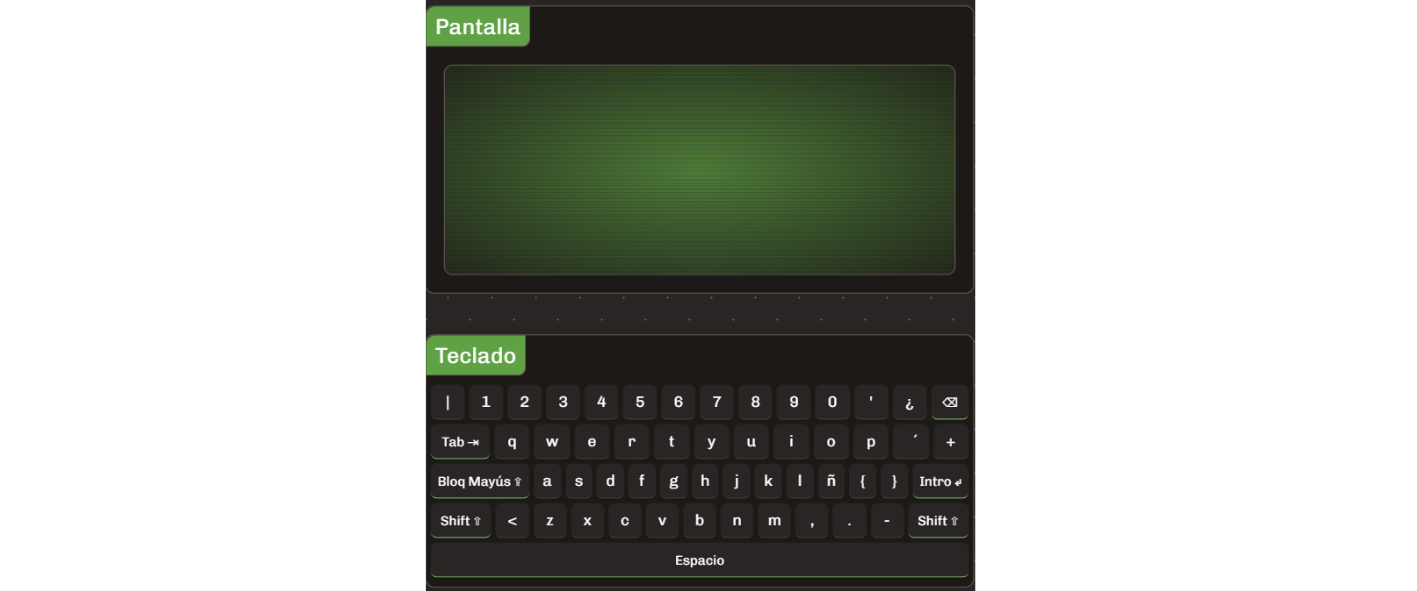 Pantalla
Teclado
| 1 2 3 4 5 6 7 8 9 0 ' ¿ ⌫
Tab ⇥ q w e r t y u i o p ´ +
Bloq Mayús ⇪ a s d f g h j k l ñ { } Intro ↲
Shift ⇧ < z x c v b n m , . - Shift ⇧
Espacio